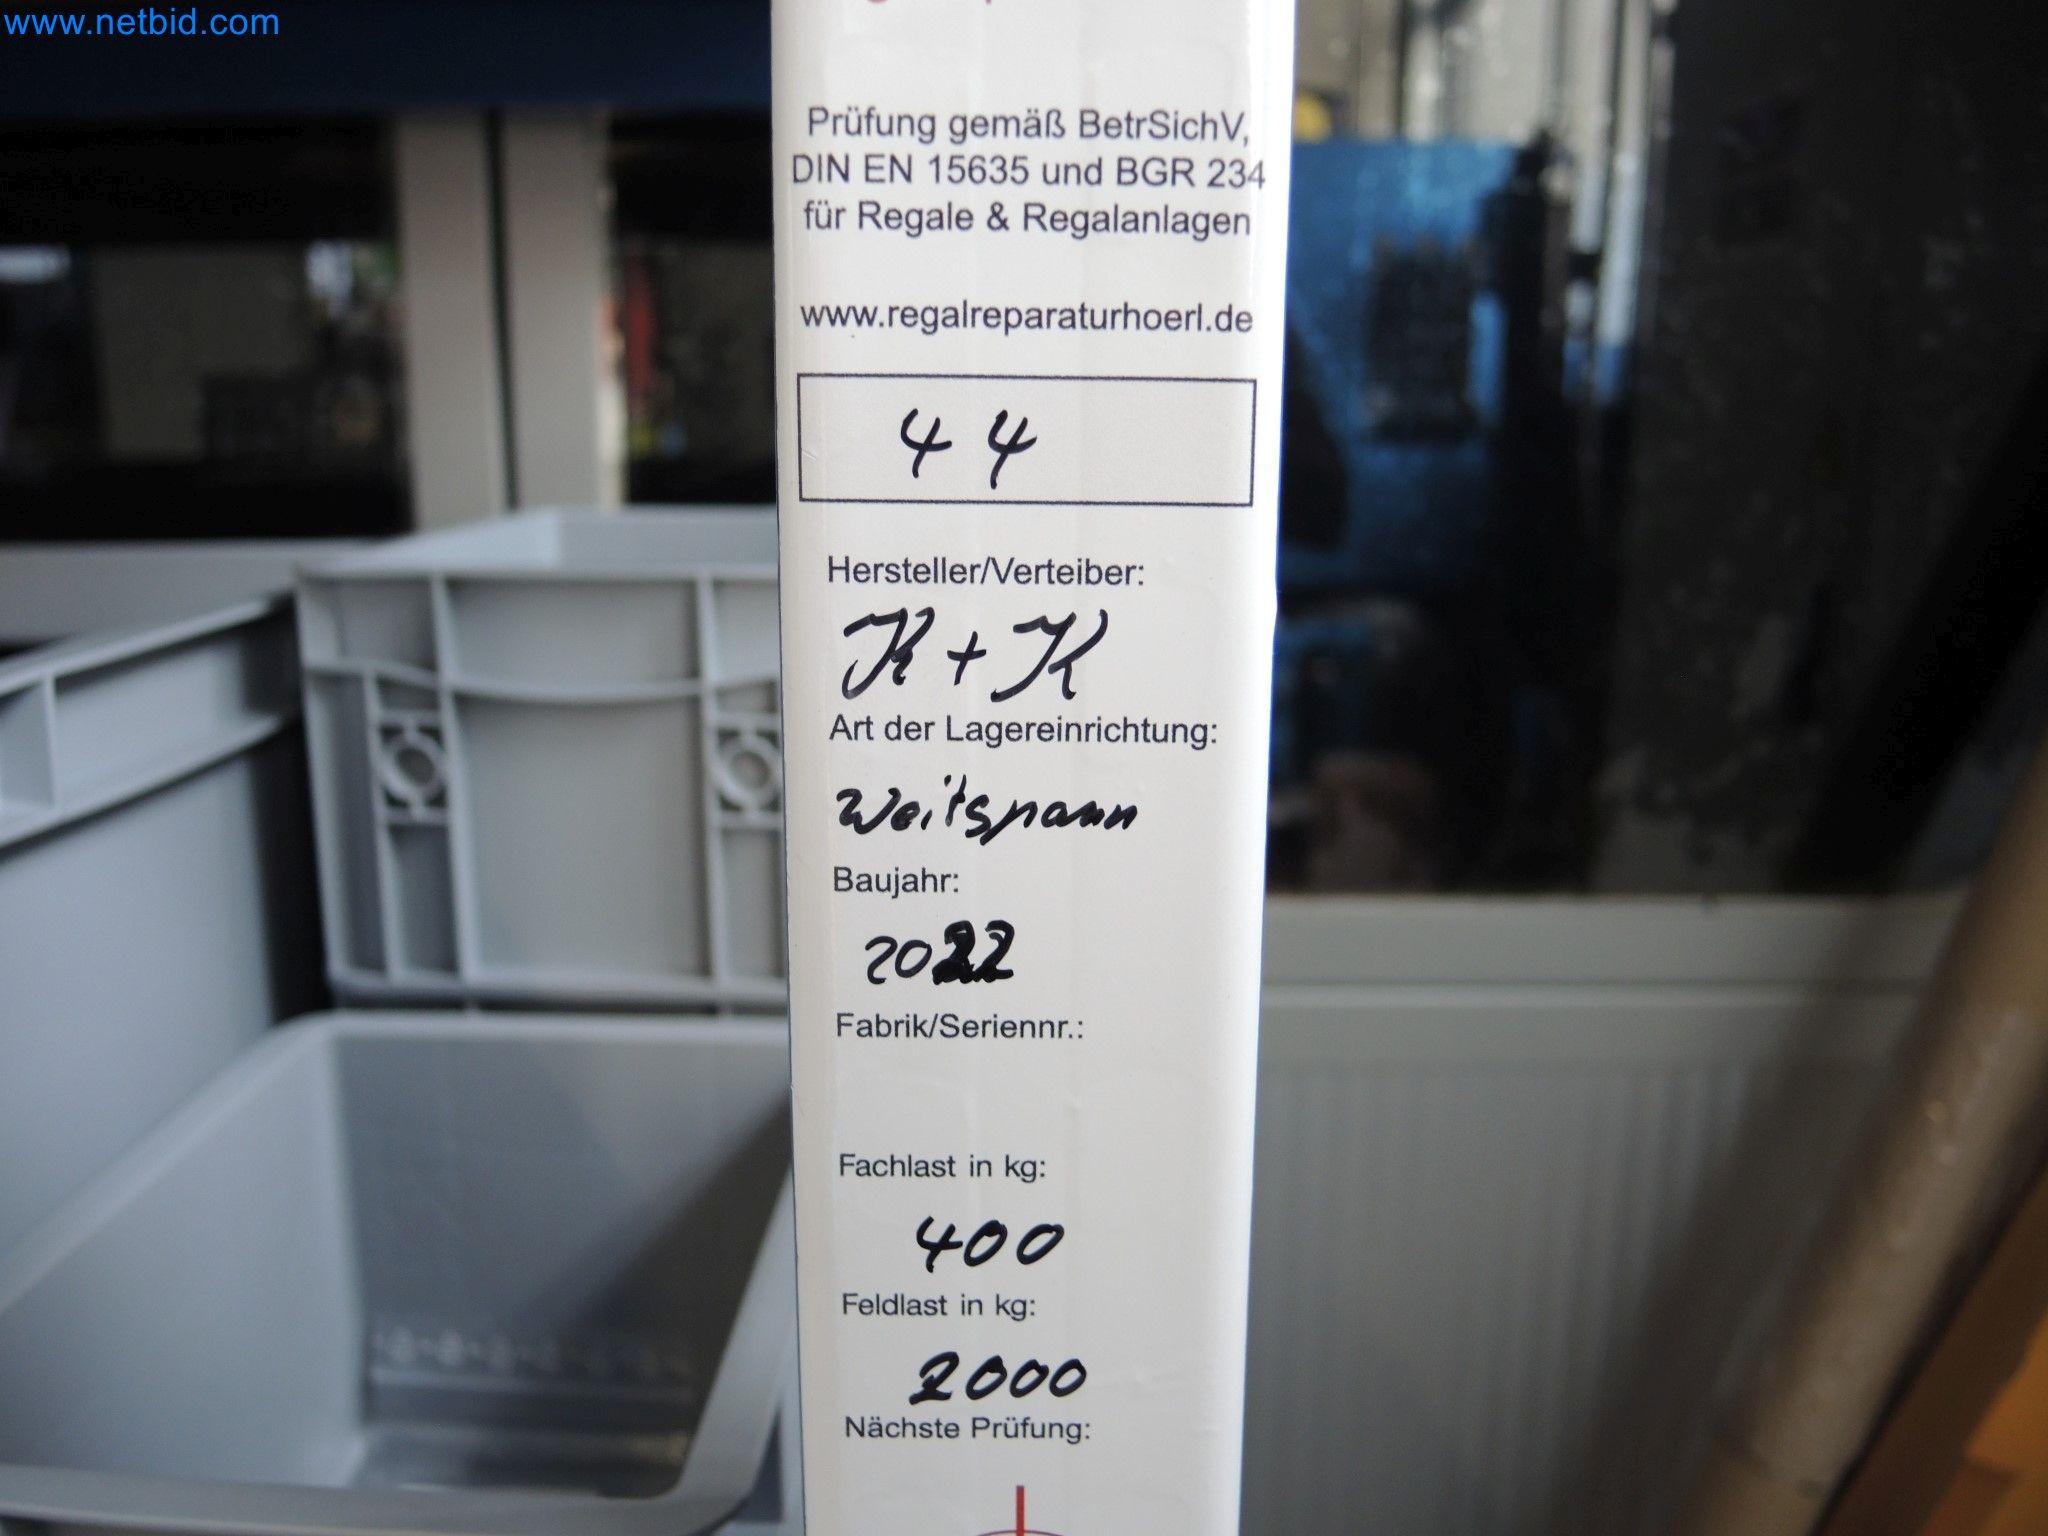 www.netbid.com
Prüfung gemäß BetrSichV,
DIN EN 15635 und BGR 234
für Regale & Regalanlagen
www.regalreparaturhoerl.de
44
Hersteller/Verteiber:
K+K
Art der Lagereinrichtung:
Weitspann
Baujahr:
2022
Fabrik/Seriennr.:
Fachlast in kg:
400
Feldlast in kg:
2000
Nächste Prüfung: